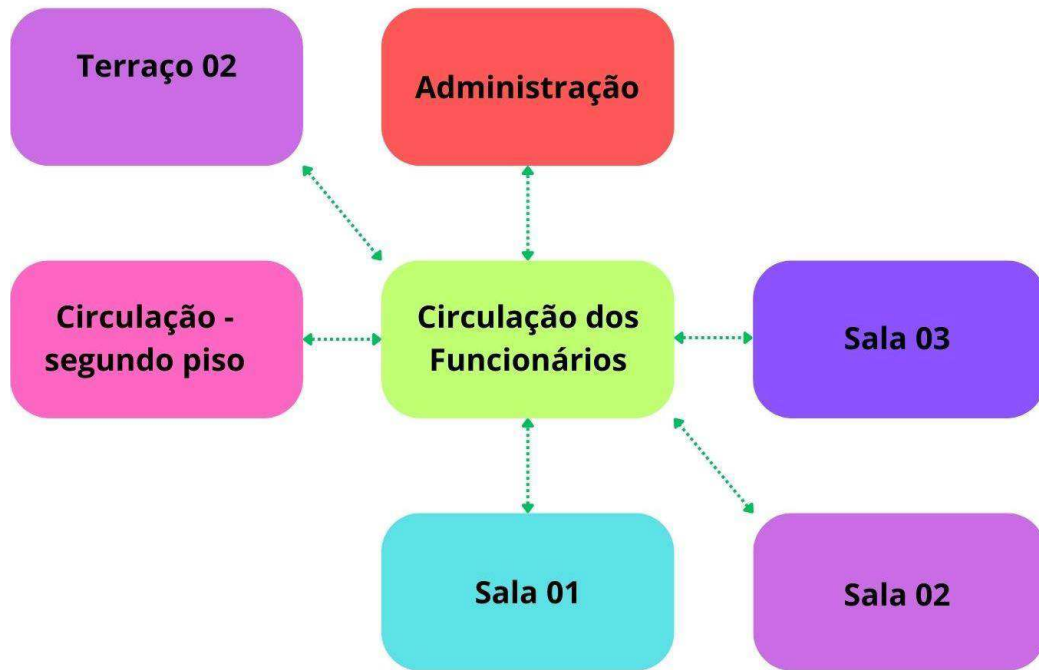 Terraço 02
Administração
Circulação -
segundo piso
Circulação dos
Funcionários
Sala 03
Sala 01
Sala 02